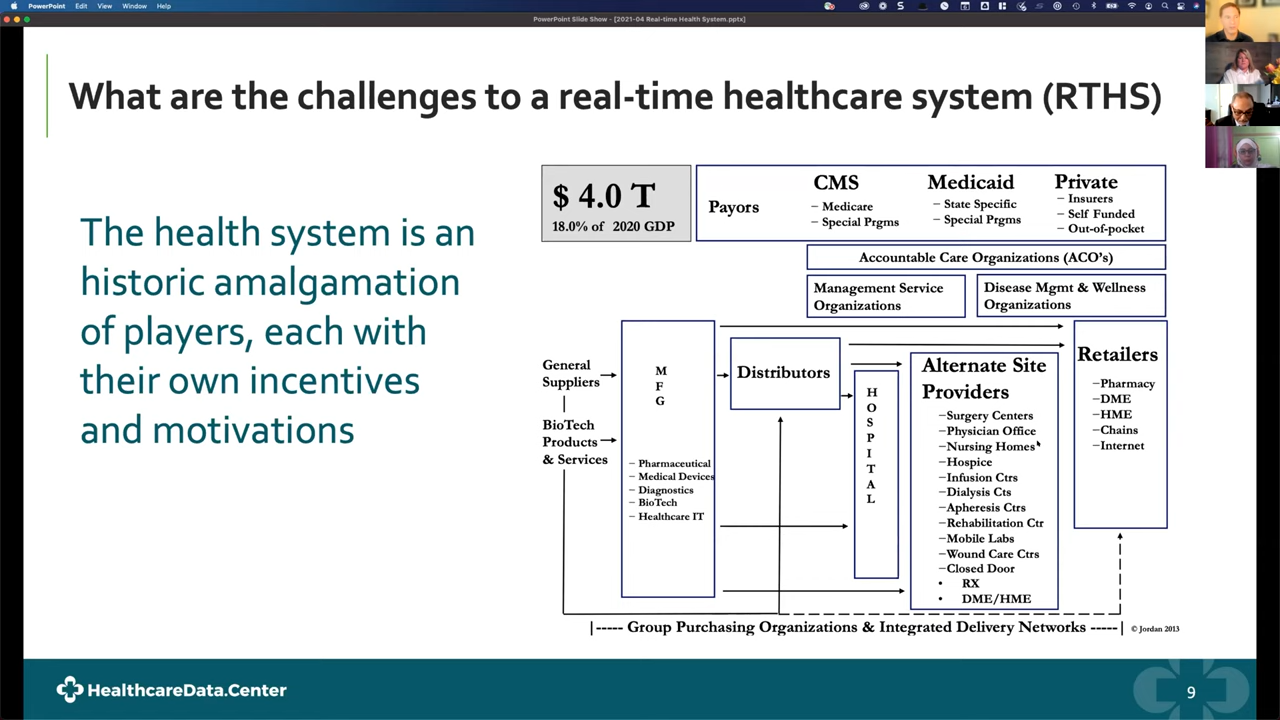 PowerPoint Edit View Window Help
PowerPoint Slide Show - [2021-04 Real-time Health System.pptx]
What are the challenges to a real-time healthcare system (RTHS)
The health system is an
historic amalgamation
of players, each with
their own incentives
and motivations
$ 4.0 T
18.0% of 2020 GDP
Payors
CMS
– Medicare
– Special Prgms
Medicaid
– State Specific
– Special Prgms
Private
– Insurers
– Self Funded
– Out-of-pocket
Accountable Care Organizations (ACO's)
Management Service
Organizations
Disease Mgmt & Wellness
Organizations
General
Suppliers
BioTech
Products
& Services
M
F
G
– Pharmaceutical
– Medical Devices
– Diagnostics
– BioTech
– Healthcare IT
Distributors
H
O
S
P
I
T
A
L
Alternate Site
Providers
–Surgery Centers
–Physician Office
–Nursing Homes
–Hospice
–Infusion Ctrs
–Dialysis Cts
–Apheresis Ctrs
–Rehabilitation Ctr
–Mobile Labs
–Wound Care Ctrs
–Closed Door
• RX
• DME/HME
Retailers
–Pharmacy
–DME
–HME
–Chains
–Internet
|----- Group Purchasing Organizations & Integrated Delivery Networks -----|
© Jordan 2013
HealthcareData.Center
9